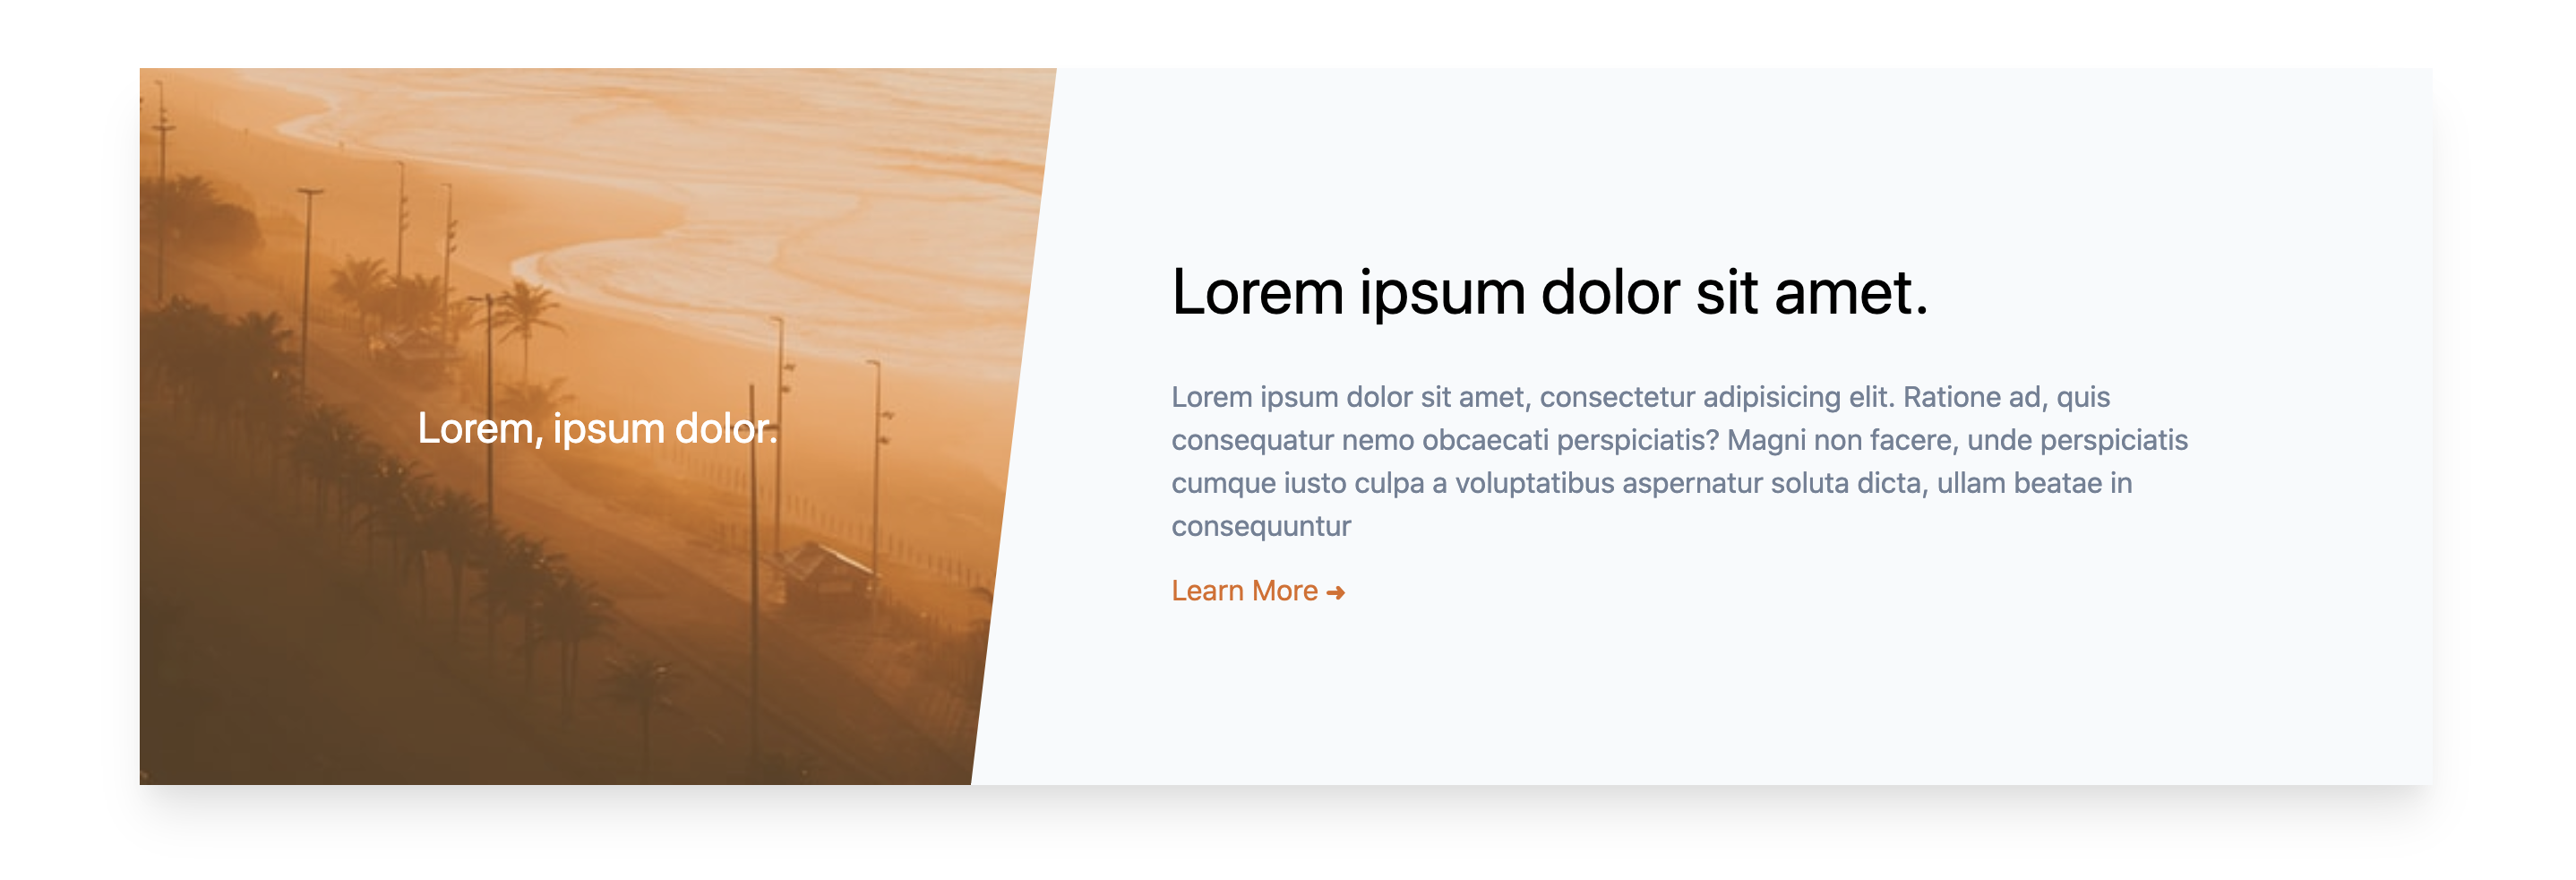 Lorem, ipsum dolor.
Lorem ipsum dolor sit amet.
Lorem ipsum dolor sit amet, consectetur adipisicing elit. Ratione ad, quis
consequatur nemo obcaecati perspiciatis? Magni non facere, unde perspiciatis
cumque iusto culpa a voluptatibus aspernatur soluta dicta, ullam beatae in
consequuntur
Learn More ➜